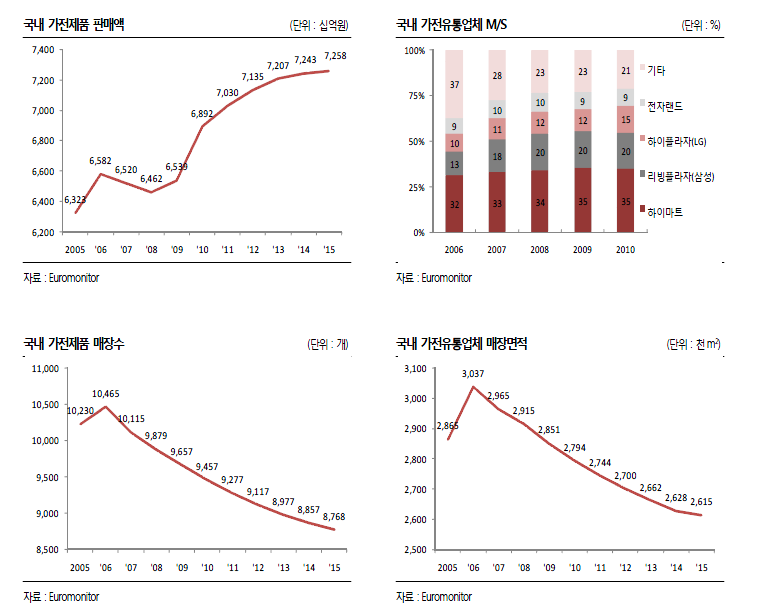 국내 가전제품 판매액 (단위 : 십억원)
7,400
7,200
7,000
6,800
6,600
6,400
6,200
6,323
6,582
6,520
6,462
6,539
6,892
7,030
7,135
7,207
7,243
7,258
2005 '06 '07 '08 '09 '10 '11 '12 '13 '14 '15
자료 : Euromonitor
국내 가전유통업체 M/S (단위 : %)
100%
75%
50%
25%
0%
37 28 23 23 21
9 10 10 9 9
10 11 12 12 15
13 18 20 20 20
32 33 34 35 35
기타
전자랜드
하이플라자(LG)
리빙플라자(삼성)
하이마트
2006 2007 2008 2009 2010
자료 : Euromonitor
국내 가전제품 매장수 (단위 : 개)
11,000
10,500
10,000
9,500
9,000
8,500
10,230
10,465
10,115
9,879
9,657
9,457
9,277
9,117
8,977
8,857
8,768
2005 '06 '07 '08 '09 '10 '11 '12 '13 '14 '15
자료 : Euromonitor
국내 가전유통업체 매장면적 (단위 : 천㎡)
3,100
3,000
2,900
2,800
2,700
2,600
2,500
2,865
3,037
2,965
2,915
2,851
2,794
2,744
2,700
2,662
2,628
2,615
2005 '06 '07 '08 '09 '10 '11 '12 '13 '14 '15
자료 : Euromonitor